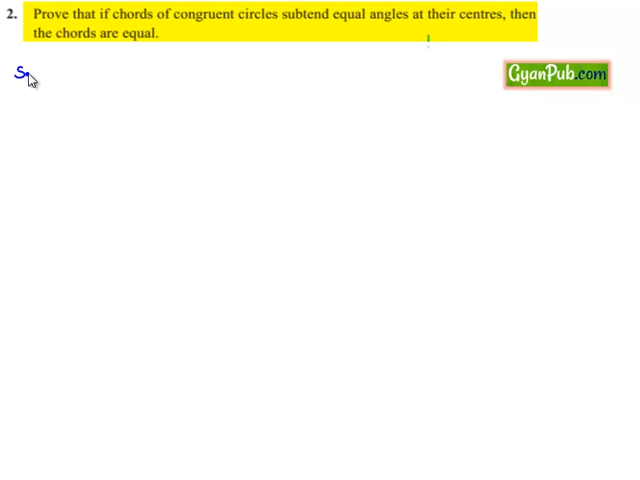 2. Prove that if chords of congruent circles subtend equal angles at their centres, then
the chords are equal.
S
GyanPub.com